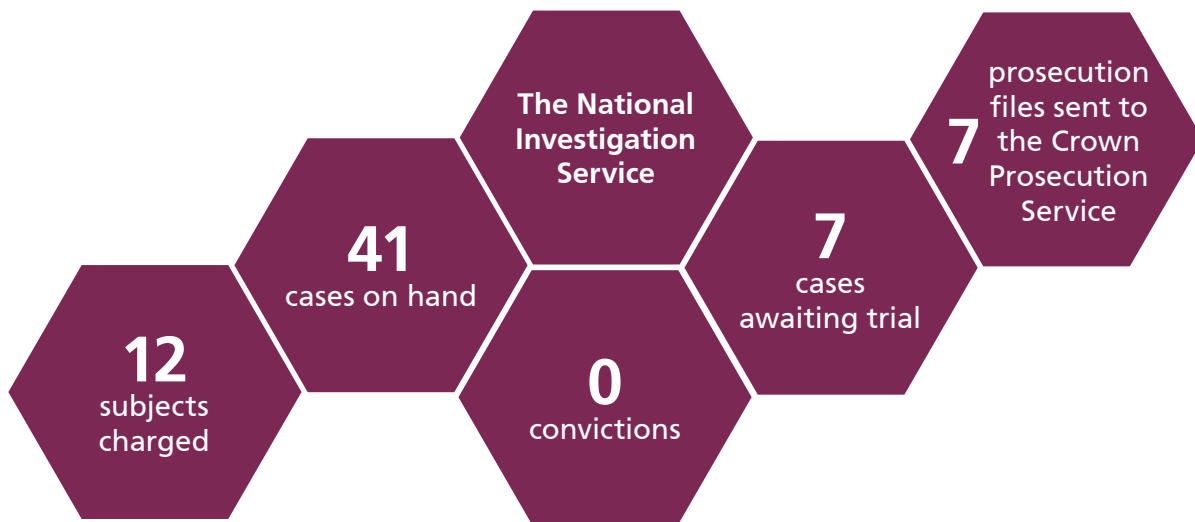 The National
Investigation
Service
7
prosecution
files sent to
the Crown
Prosecution
Service
41
cases on hand
7
cases
awaiting trial
12
subjects
charged
0
convictions